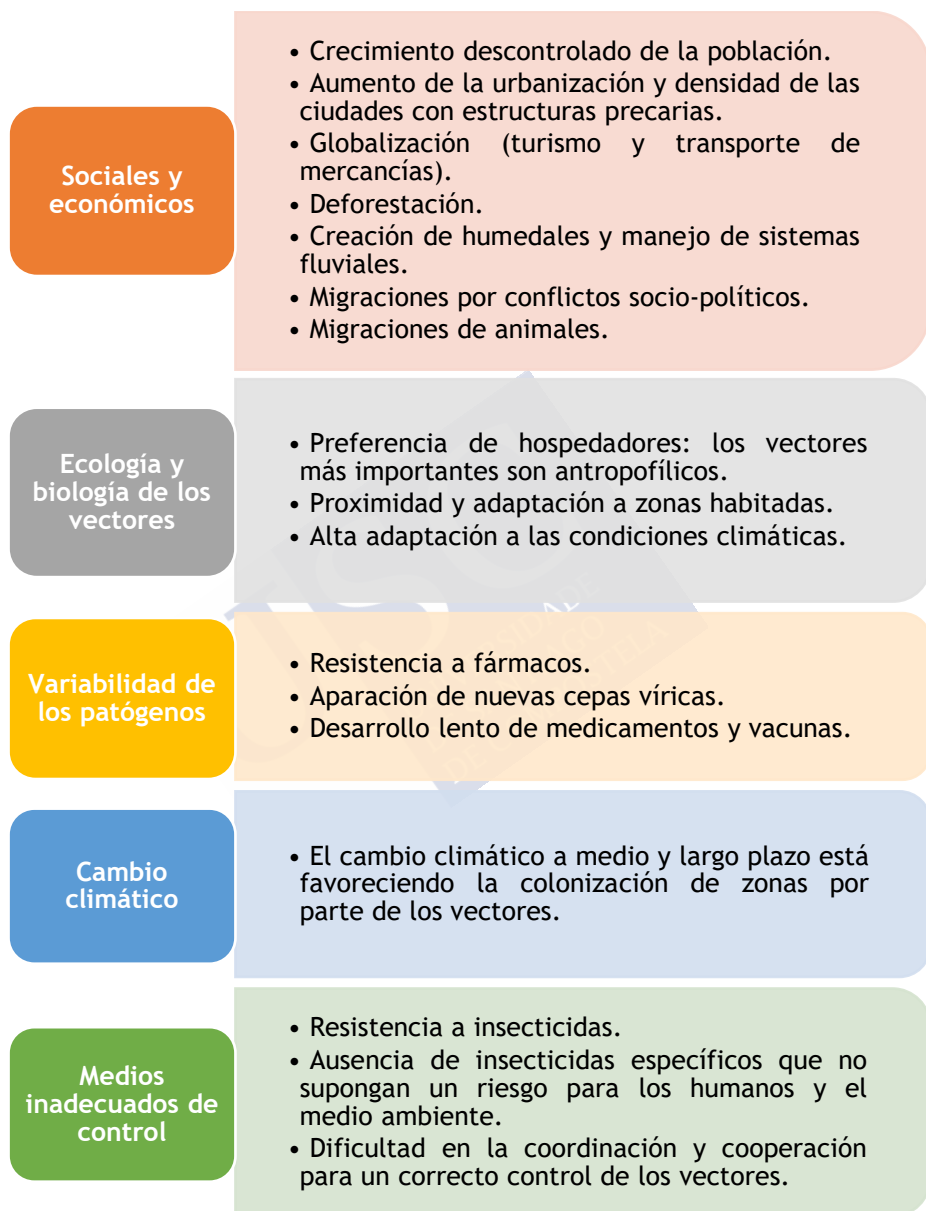 Sociales y
económicos
• Crecimiento descontrolado de la población.
• Aumento de la urbanización y densidad de las
ciudades con estructuras precarias.
• Globalización (turismo y transporte de
mercancías).
• Deforestación.
• Creación de humedales y manejo de sistemas
fluviales.
• Migraciones por conflictos socio-políticos.
• Migraciones de animales.
Ecología y
biología de los
vectores
• Preferencia de hospedadores: los vectores
más importantes son antropofílicos.
• Proximidad y adaptación a zonas habitadas.
• Alta adaptación a las condiciones climáticas.
Variabilidad de
los patógenos
• Resistencia a fármacos.
• Aparación de nuevas cepas víricas.
• Desarrollo lento de medicamentos y vacunas.
Cambio
climático
• El cambio climático a medio y largo plazo está
favoreciendo la colonización de zonas por
parte de los vectores.
Medios
inadecuados de
control
• Resistencia a insecticidas.
• Ausencia de insecticidas específicos que no
supongan un riesgo para los humanos y el
medio ambiente.
• Dificultad en la coordinación y cooperación
para un correcto control de los vectores.